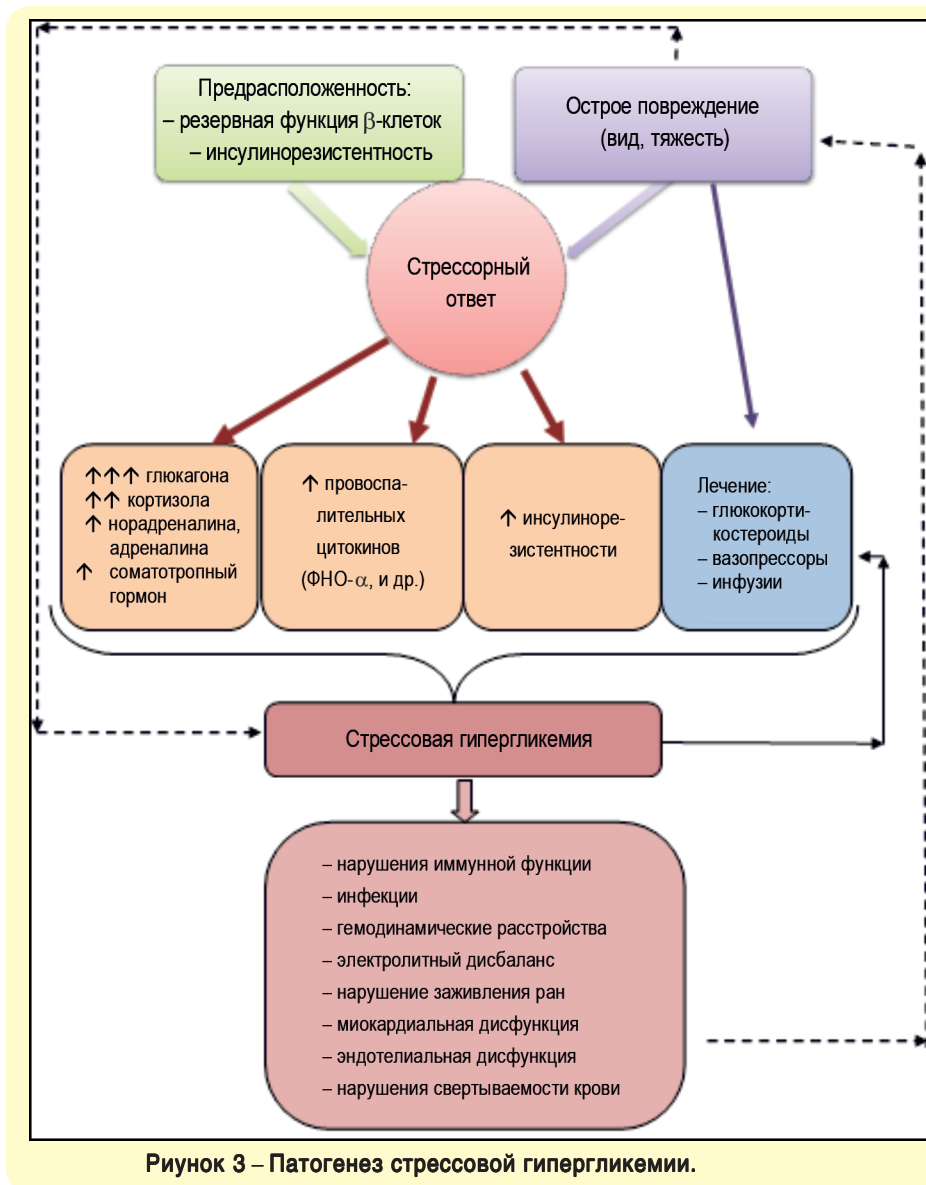 Предрасположенность:
– резервная функция β-клеток
– инсулинорезистентность
Острое повреждение
(вид, тяжесть)
Стрессорный
ответ
↑↑↑ глюкагона
↑↑ кортизола
↑ норадреналина,
адреналина
↑ соматотропный
гормон
↑ провоспа-
лительных
цитокинов
(ФНО-α, и др.)
↑ инсулиноре-
зистентности
Лечение:
– глюкокорти-
костероиды
– вазопрессоры
– инфузии
Стрессовая гипергликемия
– нарушения иммунной функции
– инфекции
– гемодинамические расстройства
– электролитный дисбаланс
– нарушение заживления ран
– миокардиальная дисфункция
– эндотелиальная дисфункция
– нарушения свертываемости крови
Риунок 3 – Патогенез стрессовой гипергликемии.